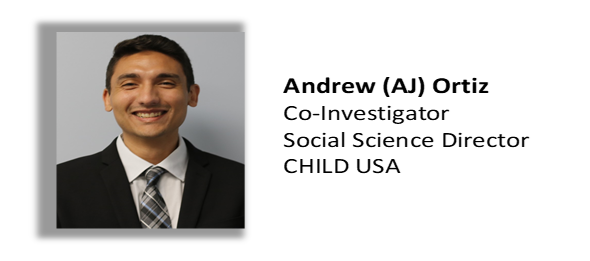 Andrew (AJ) Ortiz
Co-Investigator
Social Science Director
CHILD USA